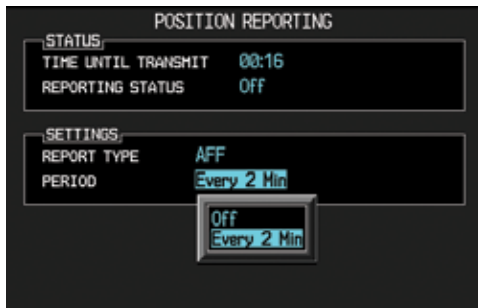 POSITION REPORTING
STATUS
TIME UNTIL TRANSMIT 00:16
REPORTING STATUS Off
SETTINGS
REPORT TYPE AFF
PERIOD Every 2 Min
Off
Every 2 Min